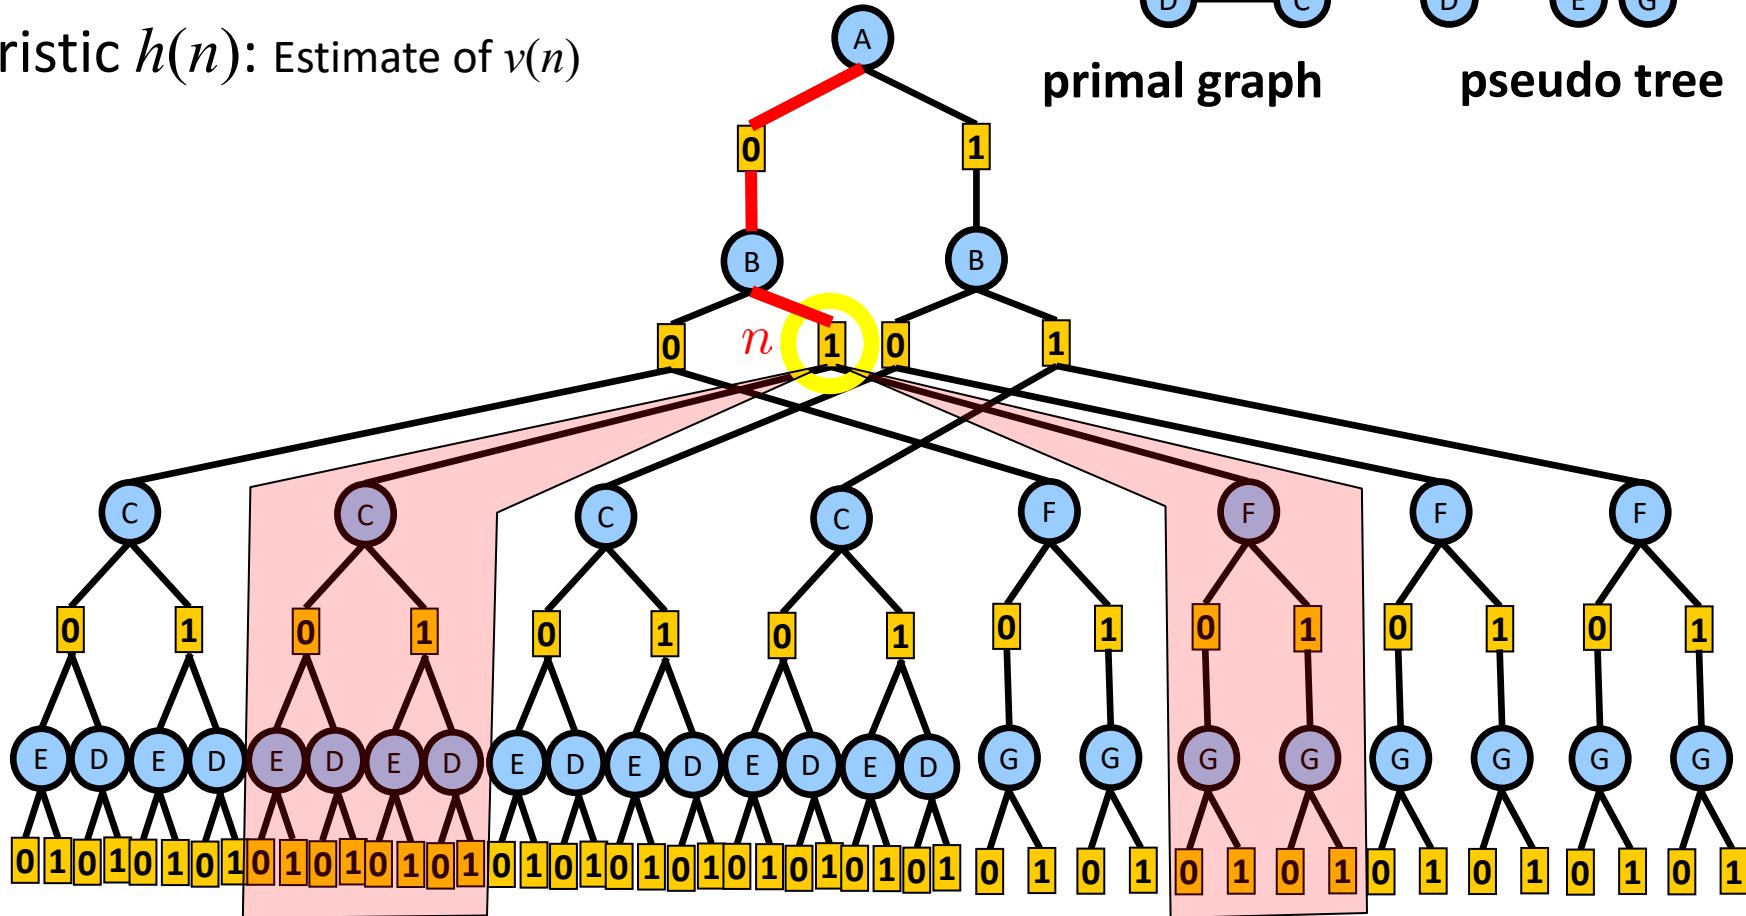 D C D E G
ristic h(n): Estimate of v(n)
A
primal graph pseudo tree
0 1
B B
0 n 1 0 1
C C C C F F F F
0 1 0 1 0 1 0 1 0 1 0 1 0 1 0 1
E D E D E D E D E D E D E D E D G G G G G G G G
0 1 0 1 0 1 0 1 0 1 0 1 0 1 0 1 0 1 0 1 0 1 0 1 0 1 0 1 0 1 0 1 0 1 0 1 0 1 0 1 0 1 0 1 0 1 0 1